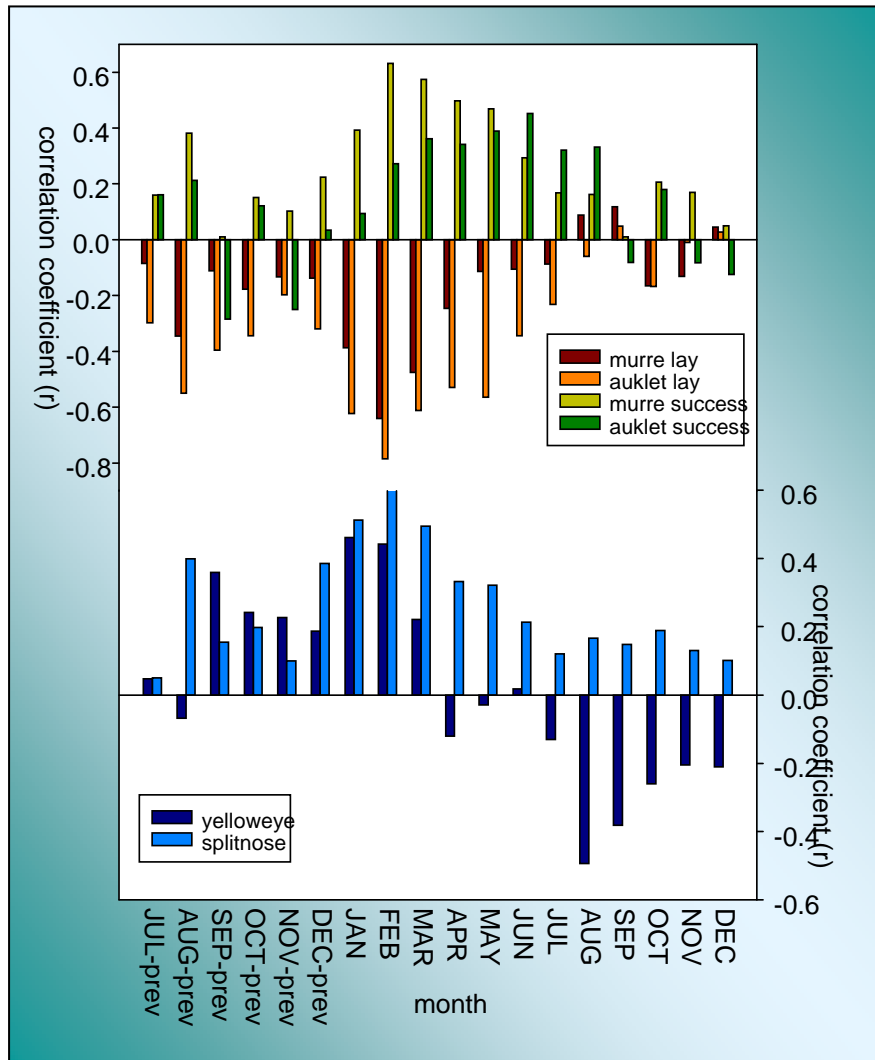 correlation coefficient (r)
0.6
0.4
0.2
0.0
-0.2
-0.4
-0.6
-0.8
murre lay
auklet lay
murre success
auklet success
0.6
0.4
0.2
0.0
-0.2
-0.4
-0.6
correlation coefficient (r)
yelloweye
splitnose
JUL-prev
AUG-prev
SEP-prev
OCT-prev
NOV-prev
DEC-prev
JAN
FEB
MAR
APR
MAY
JUN
JUL
AUG
SEP
OCT
NOV
DEC
month